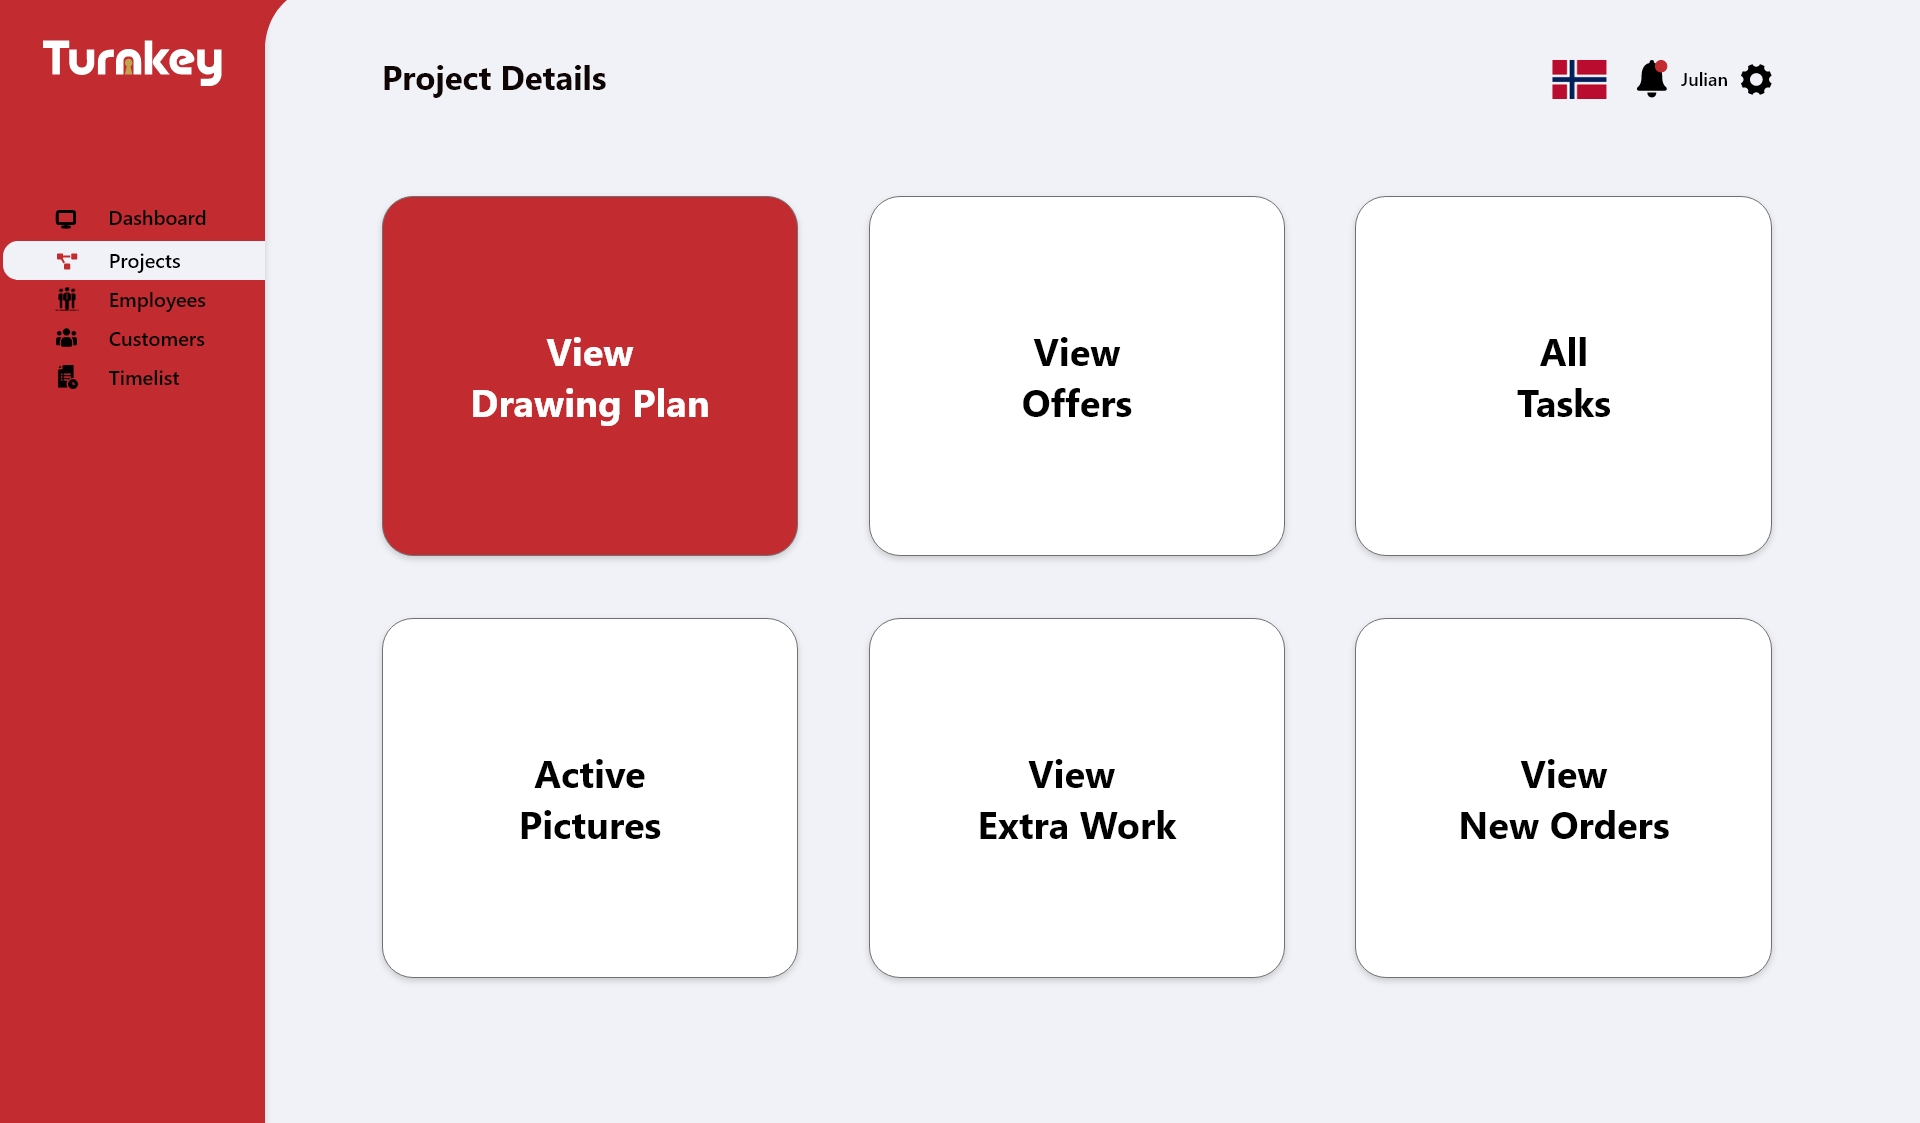 Turnkey
Project Details
Julian
Dashboard
Projects
Employees
Customers
Timelist
View
Drawing Plan
View
Offers
All
Tasks
Active
Pictures
View
Extra Work
View
New Orders